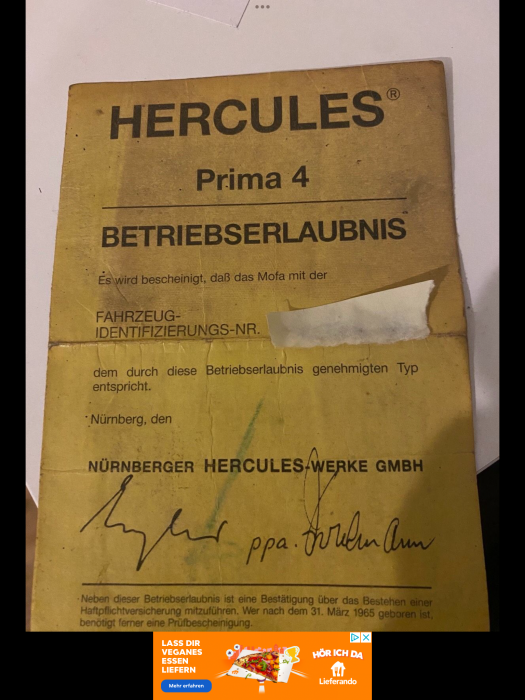 HERCULES®
Prima 4
BETRIEBSERLAUBNIS
Es wird bescheinigt, daß das Mofa mit der
FAHRZEUG-
IDENTIFIZIERUNGS-NR.
dem durch diese Betriebserlaubnis genehmigten Typ
entspricht.
Nürnberg, den
NÜRNBERGER HERCULES-WERKE GMBH
ppa.
Neben dieser Betriebserlaubnis ist eine Bestätigung über das Bestehen einer
Haftpflichtversicherung mitzuführen. Wer nach dem 31. März 1965 geboren ist,
benötigt ferner eine Prüfbescheinigung.
LASS DIR
VEGANES
ESSEN
LIEFERN
Mehr erfahren
HÖR ICH DA
Lieferando